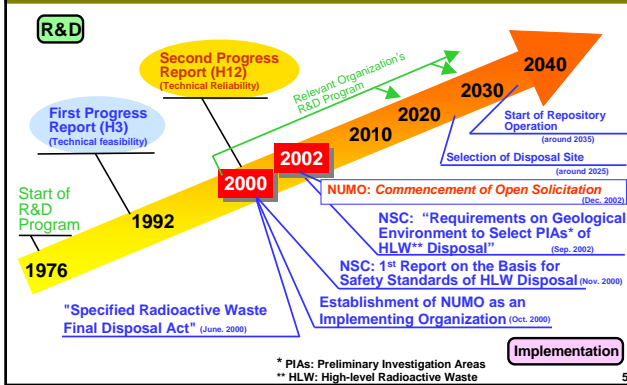 R&D
Second Progress
Report (H12)
(Technical Reliability)
Relevant Organization's
R&D Program
First Progress
Report (H3)
(Technical feasibility)
Start of
R&D
Program
1976
1992
2000
2002
2010
2020
2030
2040
Start of Repository
Operation
(around 2035)
Selection of Disposal Site
(around 2025)
NUMO: Commencement of Open Solicitation
(Dec. 2002)
NSC: “Requirements on Geological
Environment to Select PIAs* of
HLW** Disposal”
(Sep. 2002)
NSC: 1st Report on the Basis for
Safety Standards of HLW Disposal (Nov. 2000)
Establishment of NUMO as an
Implementing Organization (Oct. 2000)
"Specified Radioactive Waste
Final Disposal Act" (June. 2000)
Implementation
* PIAs: Preliminary Investigation Areas
** HLW: High-level Radioactive Waste
5